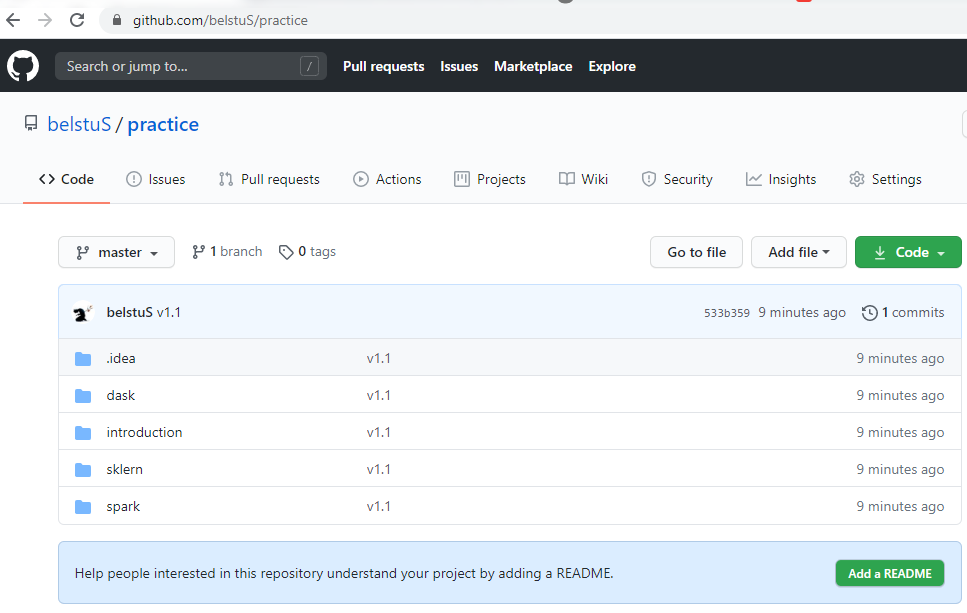 github.com/belstuS/practice
Search or jump to... / Pull requests Issues Marketplace Explore
belstuS / practice
<> Code Issues Pull requests Actions Projects Wiki Security Insights Settings
master 1 branch 0 tags Go to file Add file Code
belstuS v1.1 533b359 9 minutes ago 1 commits
.idea v1.1 9 minutes ago
dask v1.1 9 minutes ago
introduction v1.1 9 minutes ago
sklern v1.1 9 minutes ago
spark v1.1 9 minutes ago
Help people interested in this repository understand your project by adding a README. Add a README